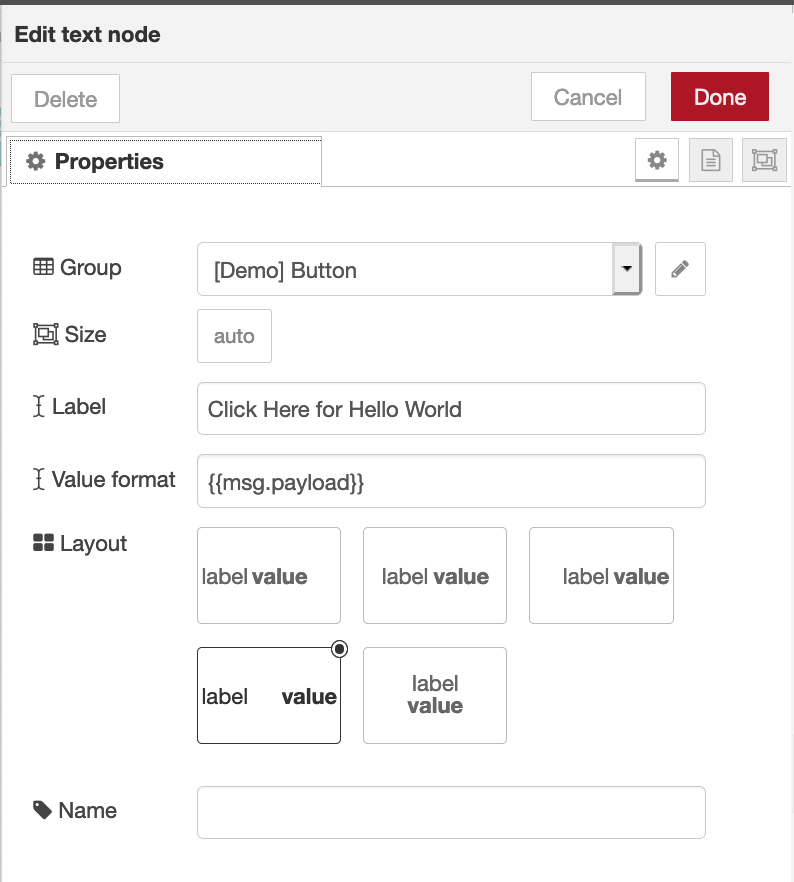 Edit text node
Delete
Cancel
Done
Properties
Group
[Demo] Button
Size
auto
Label
Click Here for Hello World
Value format
{{msg.payload}}
Layout
label value
label value
label value
label value
label
value
Name